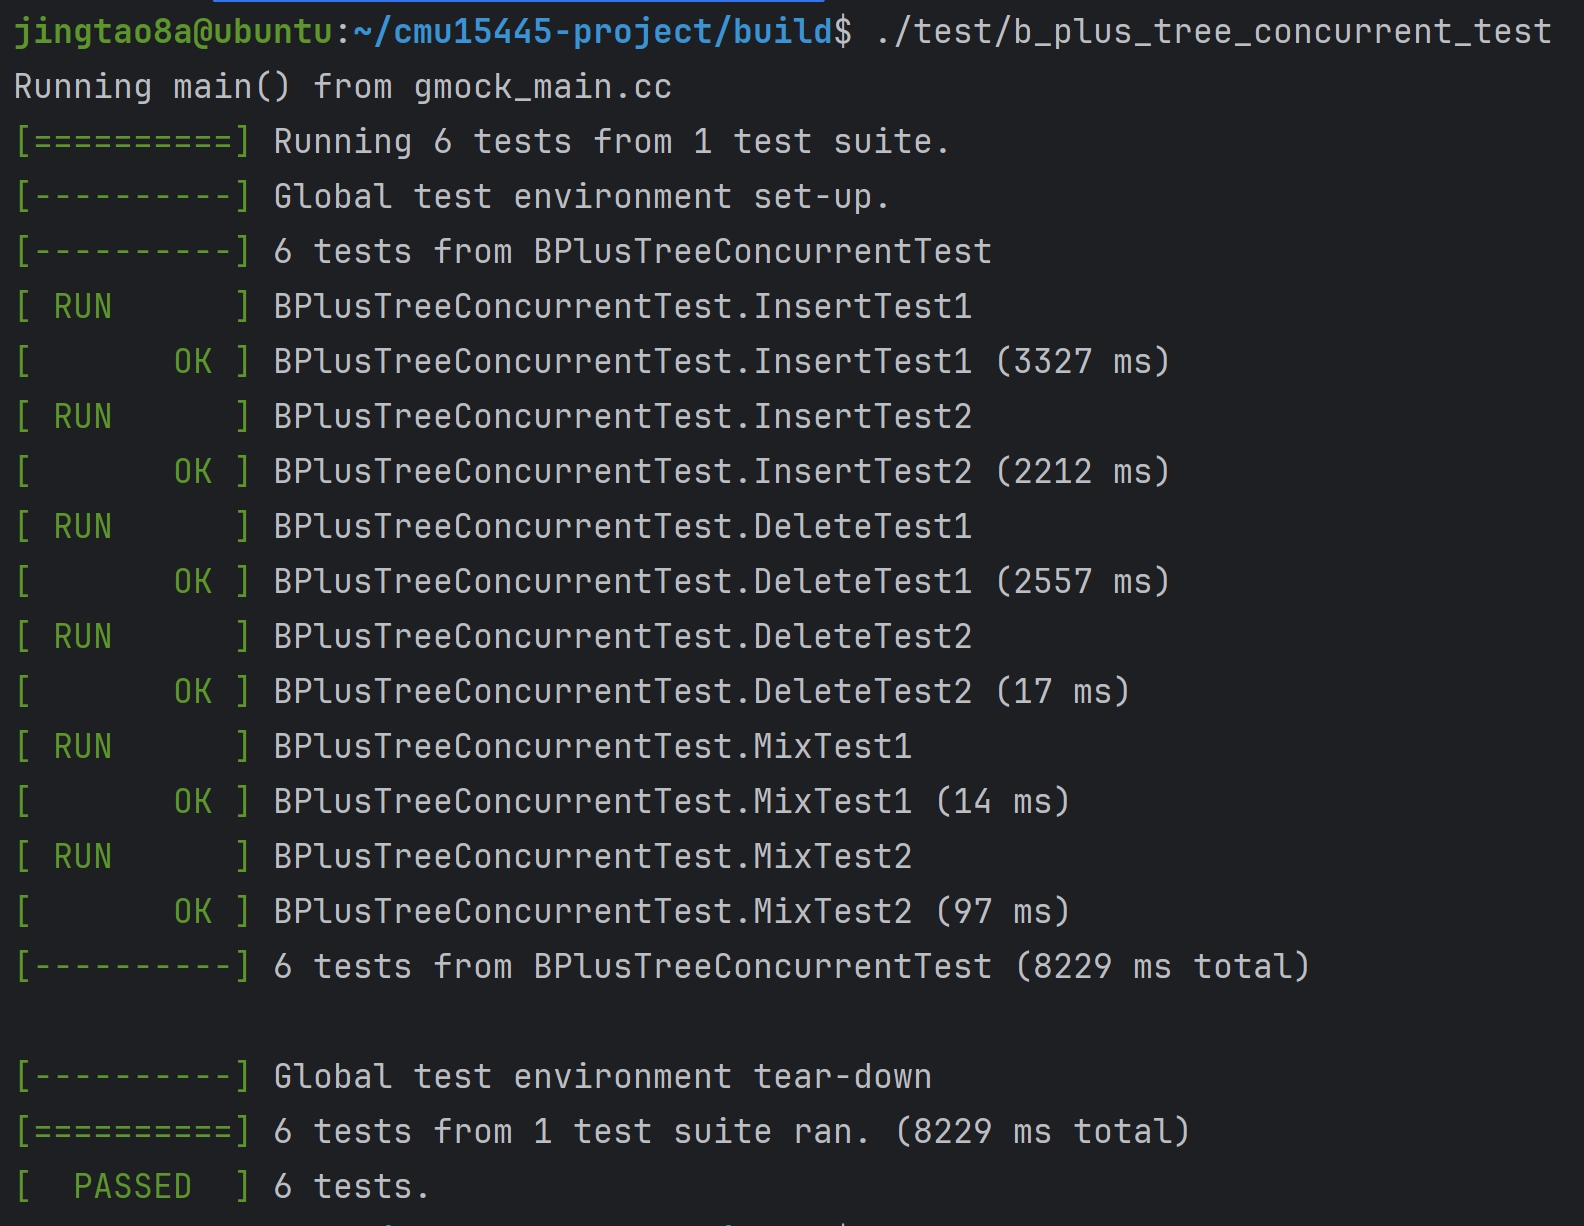 jingtao8a@ubuntu:~/cmu15445-project/build$ ./test/b_plus_tree_concurrent_test
Running main() from gmock_main.cc
[==========] Running 6 tests from 1 test suite.
[----------] Global test environment set-up.
[----------] 6 tests from BPlusTreeConcurrentTest
[ RUN      ] BPlusTreeConcurrentTest.InsertTest1
[       OK ] BPlusTreeConcurrentTest.InsertTest1 (3327 ms)
[ RUN      ] BPlusTreeConcurrentTest.InsertTest2
[       OK ] BPlusTreeConcurrentTest.InsertTest2 (2212 ms)
[ RUN      ] BPlusTreeConcurrentTest.DeleteTest1
[       OK ] BPlusTreeConcurrentTest.DeleteTest1 (2557 ms)
[ RUN      ] BPlusTreeConcurrentTest.DeleteTest2
[       OK ] BPlusTreeConcurrentTest.DeleteTest2 (17 ms)
[ RUN      ] BPlusTreeConcurrentTest.MixTest1
[       OK ] BPlusTreeConcurrentTest.MixTest1 (14 ms)
[ RUN      ] BPlusTreeConcurrentTest.MixTest2
[       OK ] BPlusTreeConcurrentTest.MixTest2 (97 ms)
[----------] 6 tests from BPlusTreeConcurrentTest (8229 ms total)

[----------] Global test environment tear-down
[==========] 6 tests from 1 test suite ran. (8229 ms total)
[  PASSED  ] 6 tests.